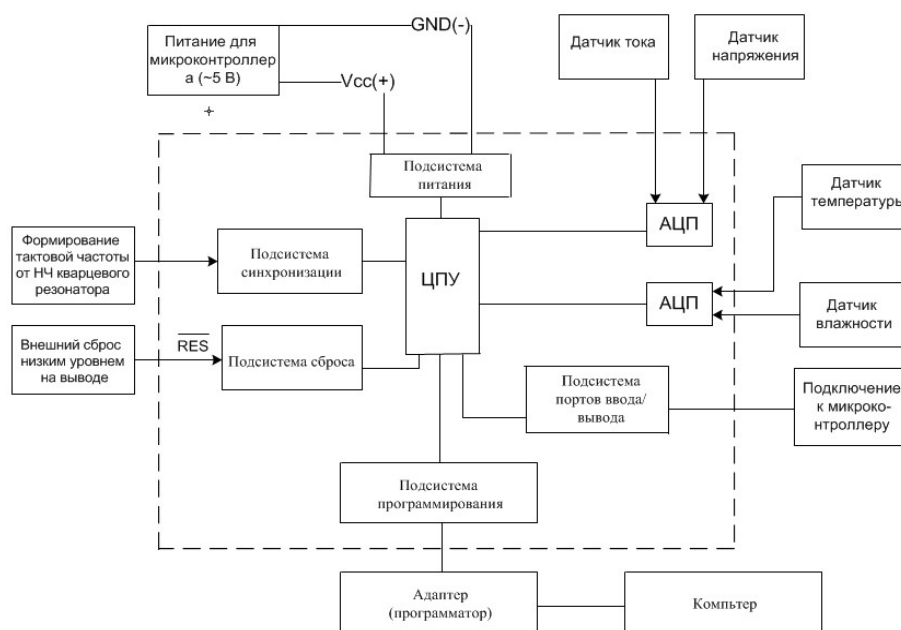 Питание для
микроконтроллер
а (~5 В)
GND(-)
Vcc(+)
Датчик тока
Датчик
напряжения
Подсистема
питания
АЦП
Датчик
температуры
Формирование
тактовой частоты
от НЧ кварцевого
резонатора
Подсистема
синхронизации
ЦПУ
АЦП
Датчик
влажности
Внешний сброс
низким уровнем
на выводе
RES
Подсистема сброса
Подсистема
портов ввода/
вывода
Подключение
к микроко-
нтроллеру
Подсистема
программирования
Адаптер
(программатор)
Компьтер